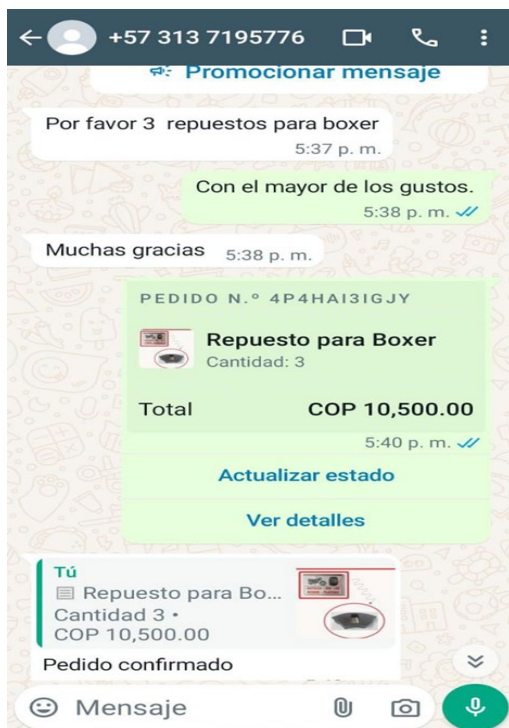 +57 313 7195776
Promocionar mensaje
Por favor 3 repuestos para boxer
5:37 p. m.
Con el mayor de los gustos.
5:38 p. m.
Muchas gracias 5:38 p. m.
PEDIDO N.º 4P4HAI3IGJY
Repuesto para Boxer
Cantidad: 3
Total COP 10,500.00
5:40 p. m.
Actualizar estado
Ver detalles
Tú
Repuesto para Bo...
Cantidad 3 •
COP 10,500.00
Pedido confirmado
Mensaje